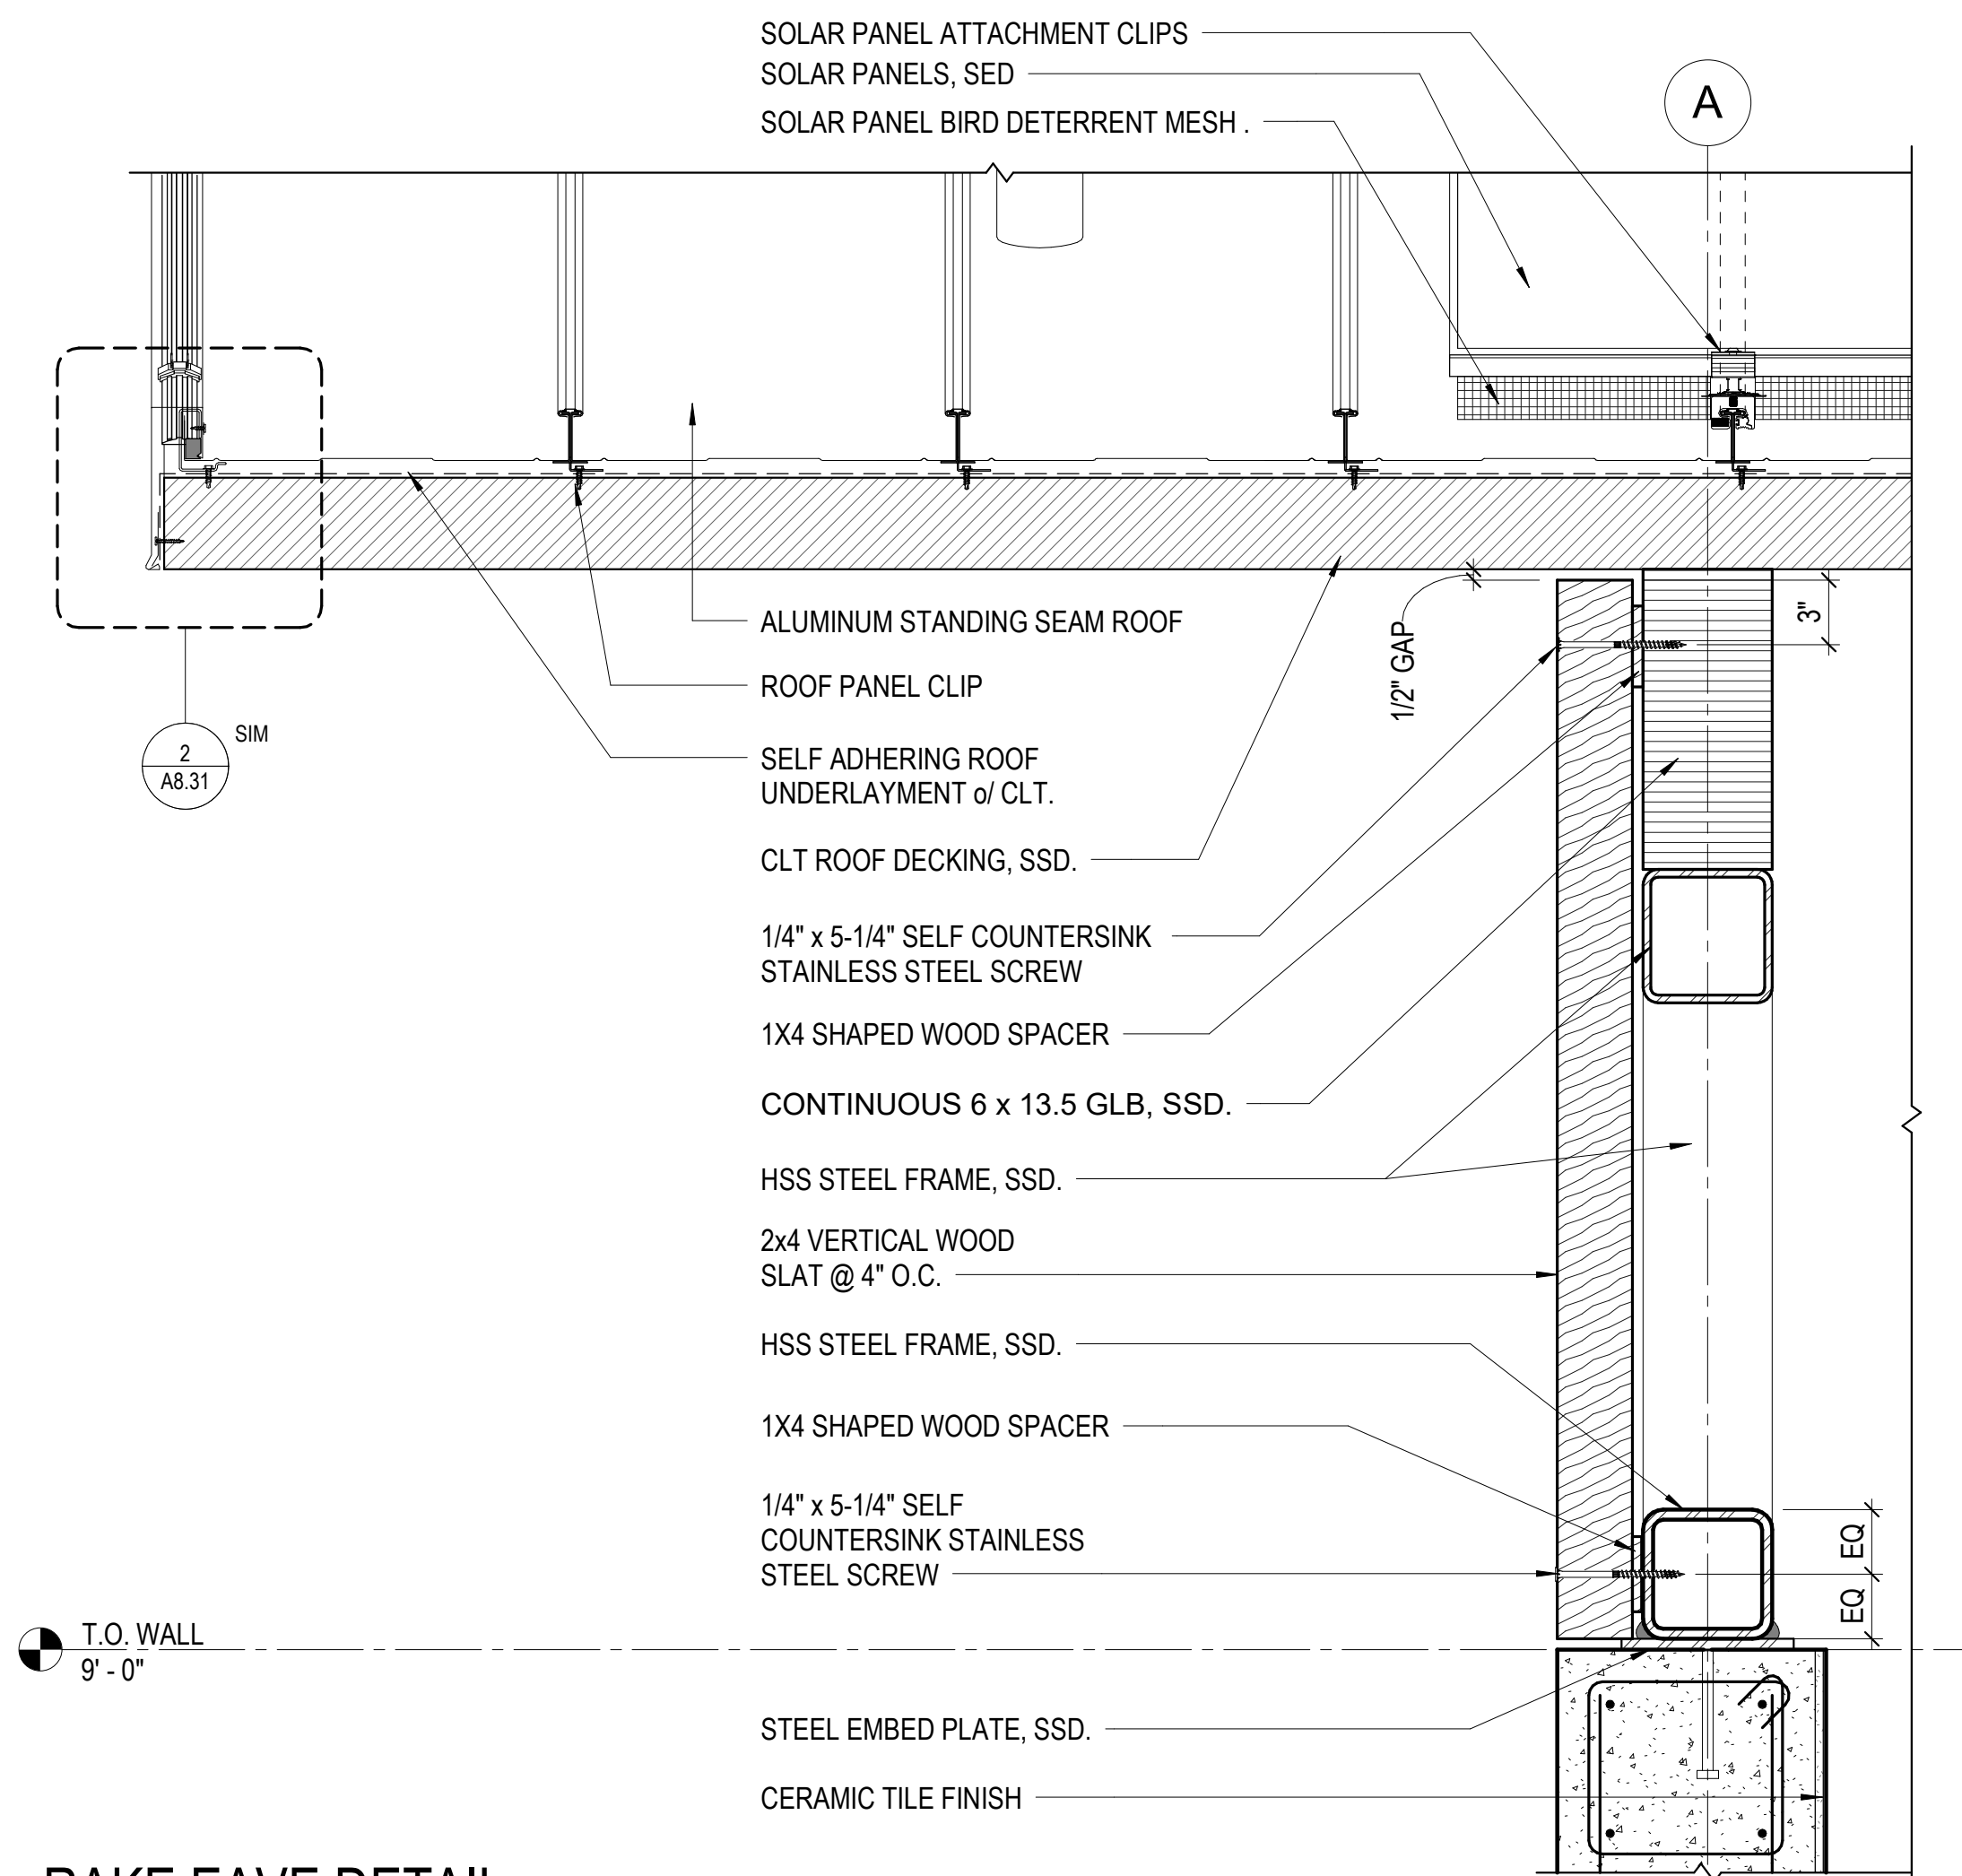 SOLAR PANEL ATTACHMENT CLIPS
SOLAR PANELS, SED
SOLAR PANEL BIRD DETERRENT MESH .
A
ALUMINUM STANDING SEAM ROOF
1/2" GAP
3"
ROOF PANEL CLIP
2
A8.31
SIM
SELF ADHERING ROOF
UNDERLAYMENT o/ CLT.
CLT ROOF DECKING, SSD.
1/4" x 5-1/4" SELF COUNTERSINK
STAINLESS STEEL SCREW
1X4 SHAPED WOOD SPACER
CONTINUOUS 6 x 13.5 GLB, SSD.
HSS STEEL FRAME, SSD.
2x4 VERTICAL WOOD
SLAT @ 4" O.C.
HSS STEEL FRAME, SSD.
1X4 SHAPED WOOD SPACER
1/4" x 5-1/4" SELF
COUNTERSINK STAINLESS
STEEL SCREW
EQ
EQ
T.O. WALL
9' - 0"
STEEL EMBED PLATE, SSD.
CERAMIC TILE FINISH
RAKE EAVE DETAIL